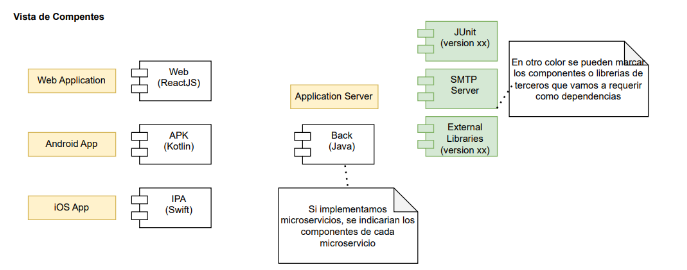 Vista de Compentes
Web Application
Web
(ReactJS)
Android App
APK
(Kotlin)
iOS App
IPA
(Swift)
Application Server
Back
(Java)
Si implementamos
microservicios, se indicarian los
componentes de cada
microservicio
JUnit
(version xx)
SMTP
Server
External
Libraries
(version xx)
En otro color se pueden marcar
los componentes o librerias de
terceros que vamos a requerir
como dependencias